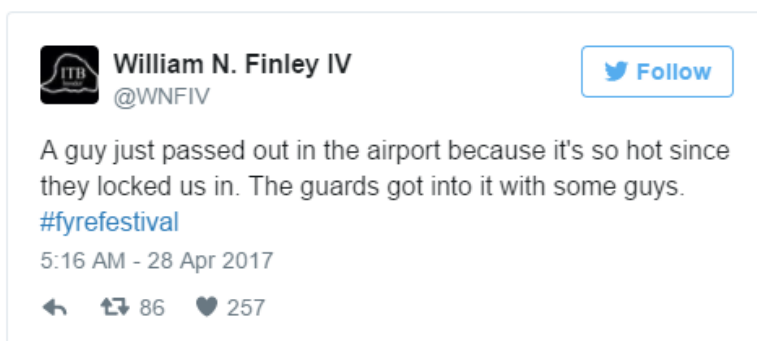 ITB
William N. Finley IV
@WNFIV
Follow
A guy just passed out in the airport because it's so hot since
they locked us in. The guards got into it with some guys.
#fyrefestival
5:16 AM - 28 Apr 2017
86 257